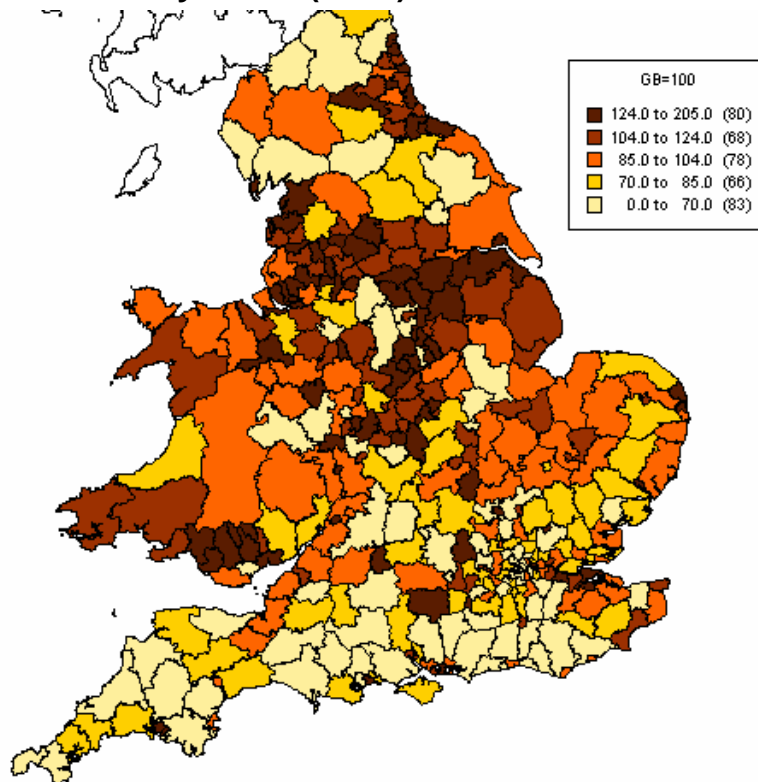 GB=100
124.0 to 205.0 (80)
104.0 to 124.0 (68)
85.0 to 104.0 (78)
70.0 to 85.0 (66)
0.0 to 70.0 (83)